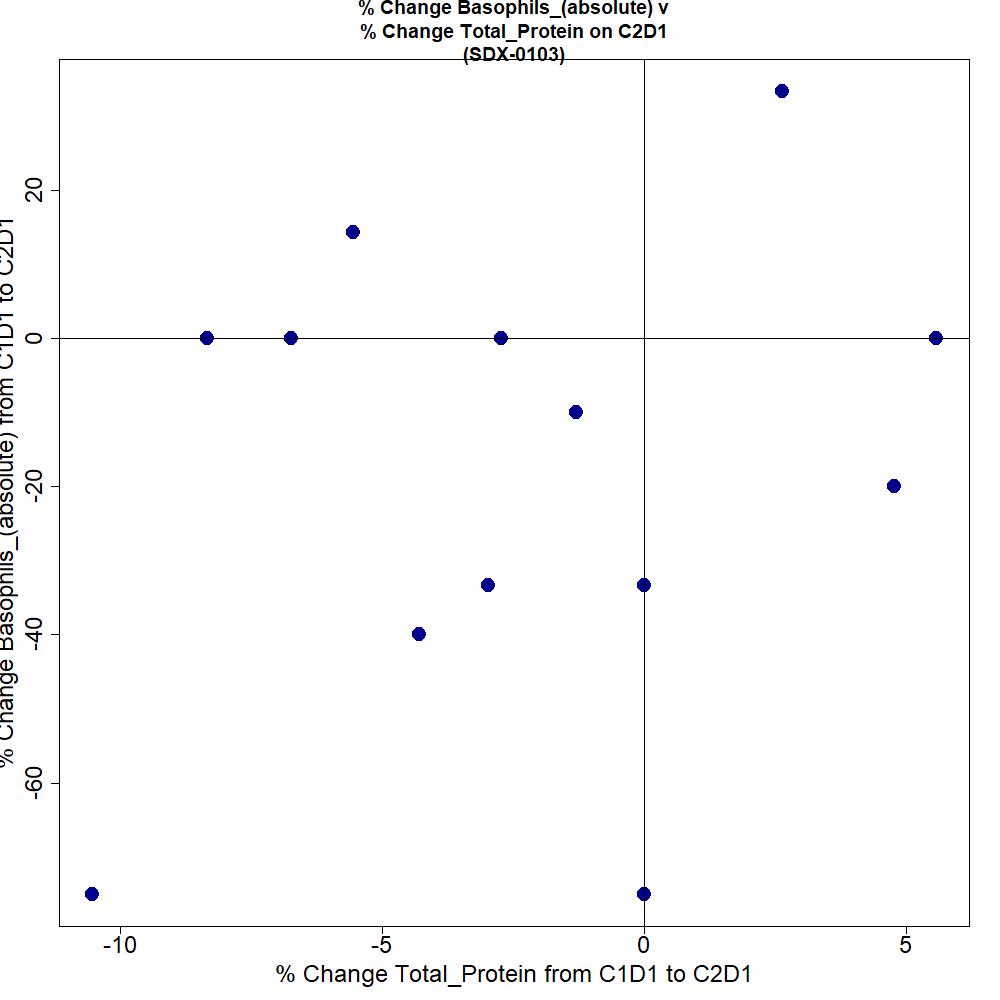 % Change Basophils_(absolute) v
% Change Total_Protein on C2D1
(SDX-0103)
% Change Basophils_(absolute) from C1D1 to C2D1
20
0
-20
-40
-60
-10
-5
0
5
% Change Total_Protein from C1D1 to C2D1